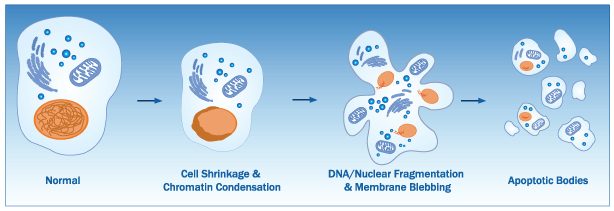 Normal
Cell Shrinkage &
Chromatin Condensation
DNA/Nuclear Fragmentation
& Membrane Blebbing
Apoptotic Bodies